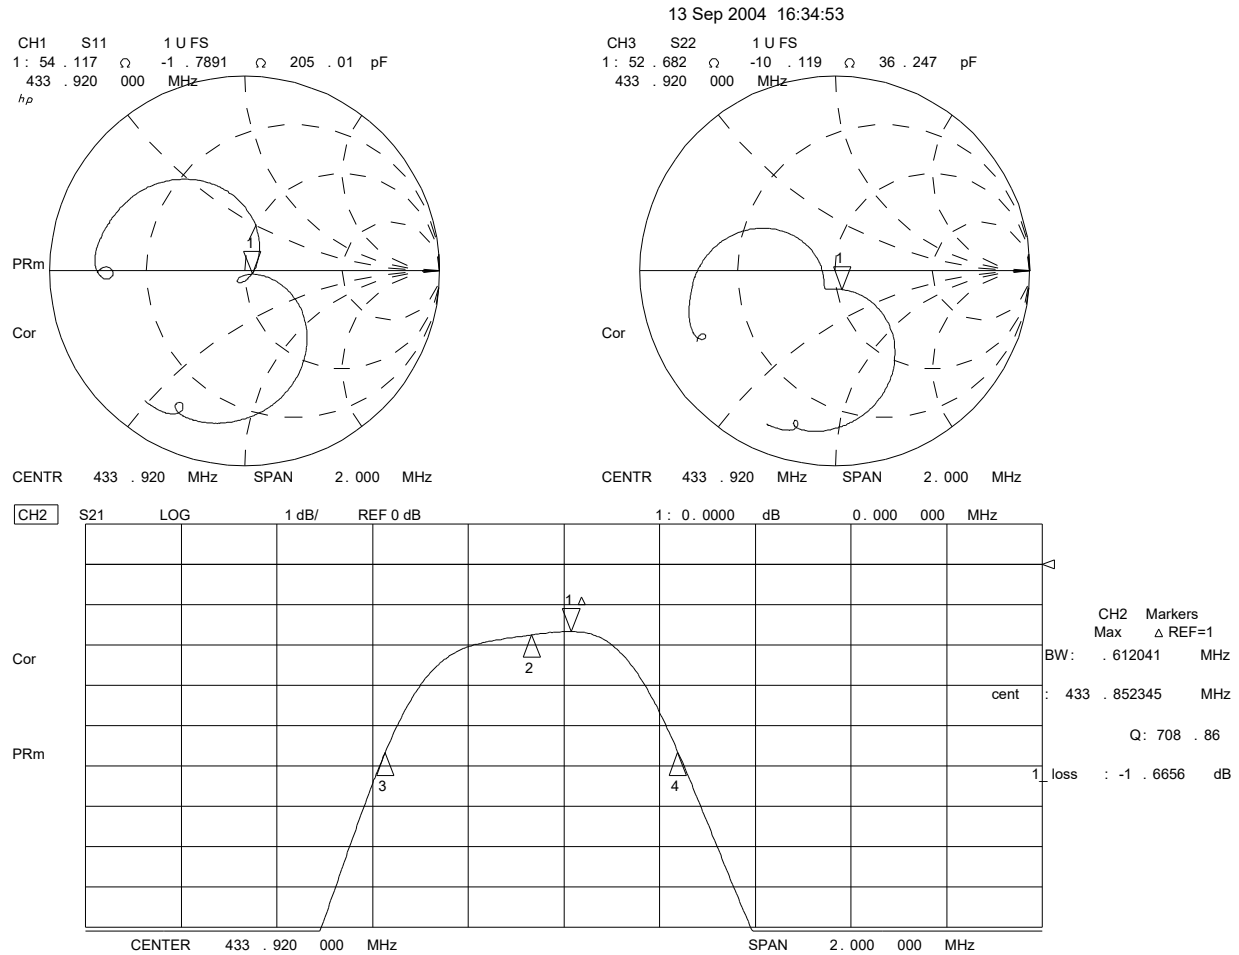 13 Sep 2004 16:34:53
CH1 S11 1 U FS
1 : 54 . 117 Ω -1 . 7891 Ω 205 . 01 pF
433 . 920 000 MHz
hp
1
PRm
Cor
CENTR 433 . 920 MHz SPAN 2. 000 MHz
CH3 S22 1 U FS
1 : 52 . 682 Ω -10 . 119 Ω 36 . 247 pF
433 . 920 000 MHz
1
Cor
CENTR 433 . 920 MHz SPAN 2. 000 MHz
CH2 S21 LOG 1 dB/ REF 0 dB 1 : 0. 0000 dB 0. 000 000 MHz
1
2
3
4
Cor
PRm
CH2 Markers
Max Δ REF=1
BW : . 612041 MHz
cent : 433 . 852345 MHz
Q: 708 . 86
1_ loss : -1 . 6656 dB
CENTER 433 . 920 000 MHz SPAN 2. 000 000 MHz